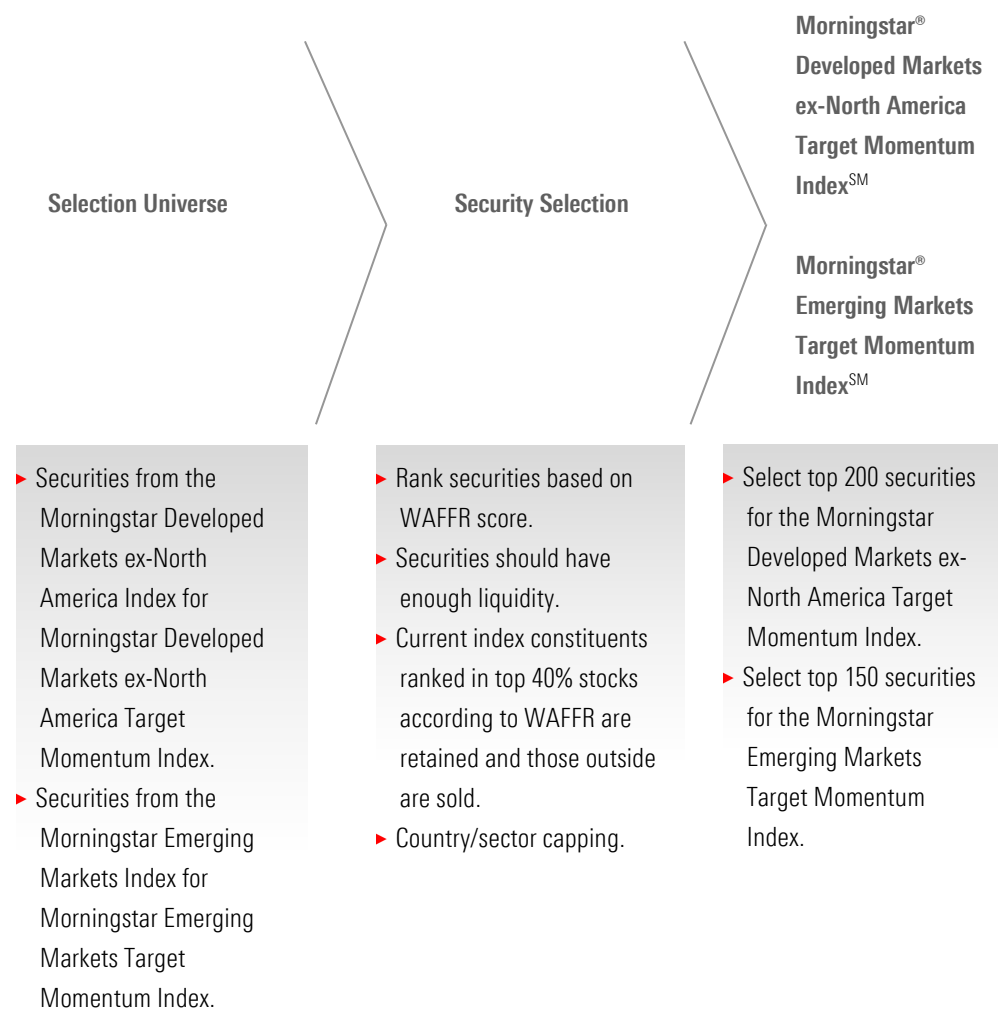 Selection Universe
Security Selection
Morningstar®
Developed Markets
ex-North America
Target Momentum
Index℠
Morningstar®
Emerging Markets
Target Momentum
Index℠
► Securities from the
Morningstar Developed
Markets ex-North
America Index for
Morningstar Developed
Markets ex-North
America Target
Momentum Index.
► Securities from the
Morningstar Emerging
Markets Index for
Morningstar Emerging
Markets Target
Momentum Index.
► Rank securities based on
WAFFR score.
► Securities should have
enough liquidity.
► Current index constituents
ranked in top 40% stocks
according to WAFFR are
retained and those outside
are sold.
► Country/sector capping.
► Select top 200 securities
for the Morningstar
Developed Markets ex-
North America Target
Momentum Index.
► Select top 150 securities
for the Morningstar
Emerging Markets
Target Momentum
Index.